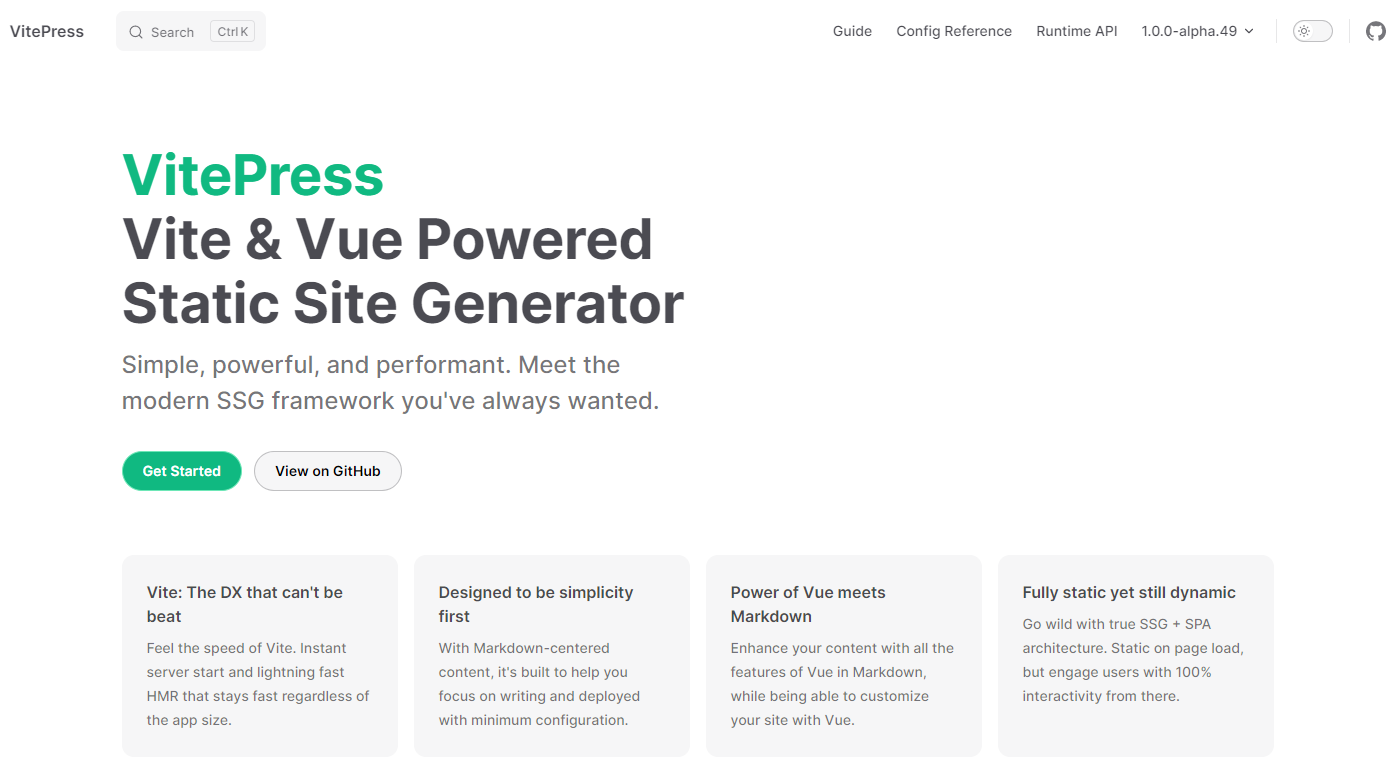 VitePress
Search
Ctrl K
Guide
Config Reference
Runtime API
1.0.0-alpha.49
VitePress
Vite & Vue Powered
Static Site Generator
Simple, powerful, and performant. Meet the
modern SSG framework you've always wanted.
Get Started
View on GitHub
Vite: The DX that can't be
beat
Feel the speed of Vite. Instant
server start and lightning fast
HMR that stays fast regardless of
the app size.
Designed to be simplicity
first
With Markdown-centered
content, it's built to help you
focus on writing and deployed
with minimum configuration.
Power of Vue meets
Markdown
Enhance your content with all the
features of Vue in Markdown,
while being able to customize
your site with Vue.
Fully static yet still dynamic
Go wild with true SSG + SPA
architecture. Static on page load,
but engage users with 100%
interactivity from there.